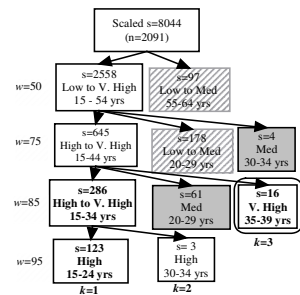 Scaled s=8044
(n=2091)
w=50
s=2558
Low to V. High
15 - 54 yrs
s=97
Low to Med
55-64 yrs
w=75
s=645
High to V. High
15-44 yrs
s=178
Low to Med
20-29 yrs
s=4
Med
30-34 yrs
w=85
s=286
High to V. High
15-34 yrs
s=61
Med
20-29 yrs
s=16
V. High
35-39 yrs
k=3
w=95
s=123
High
15-24 yrs
s= 3
High
30-34 yrs
k=1
k=2